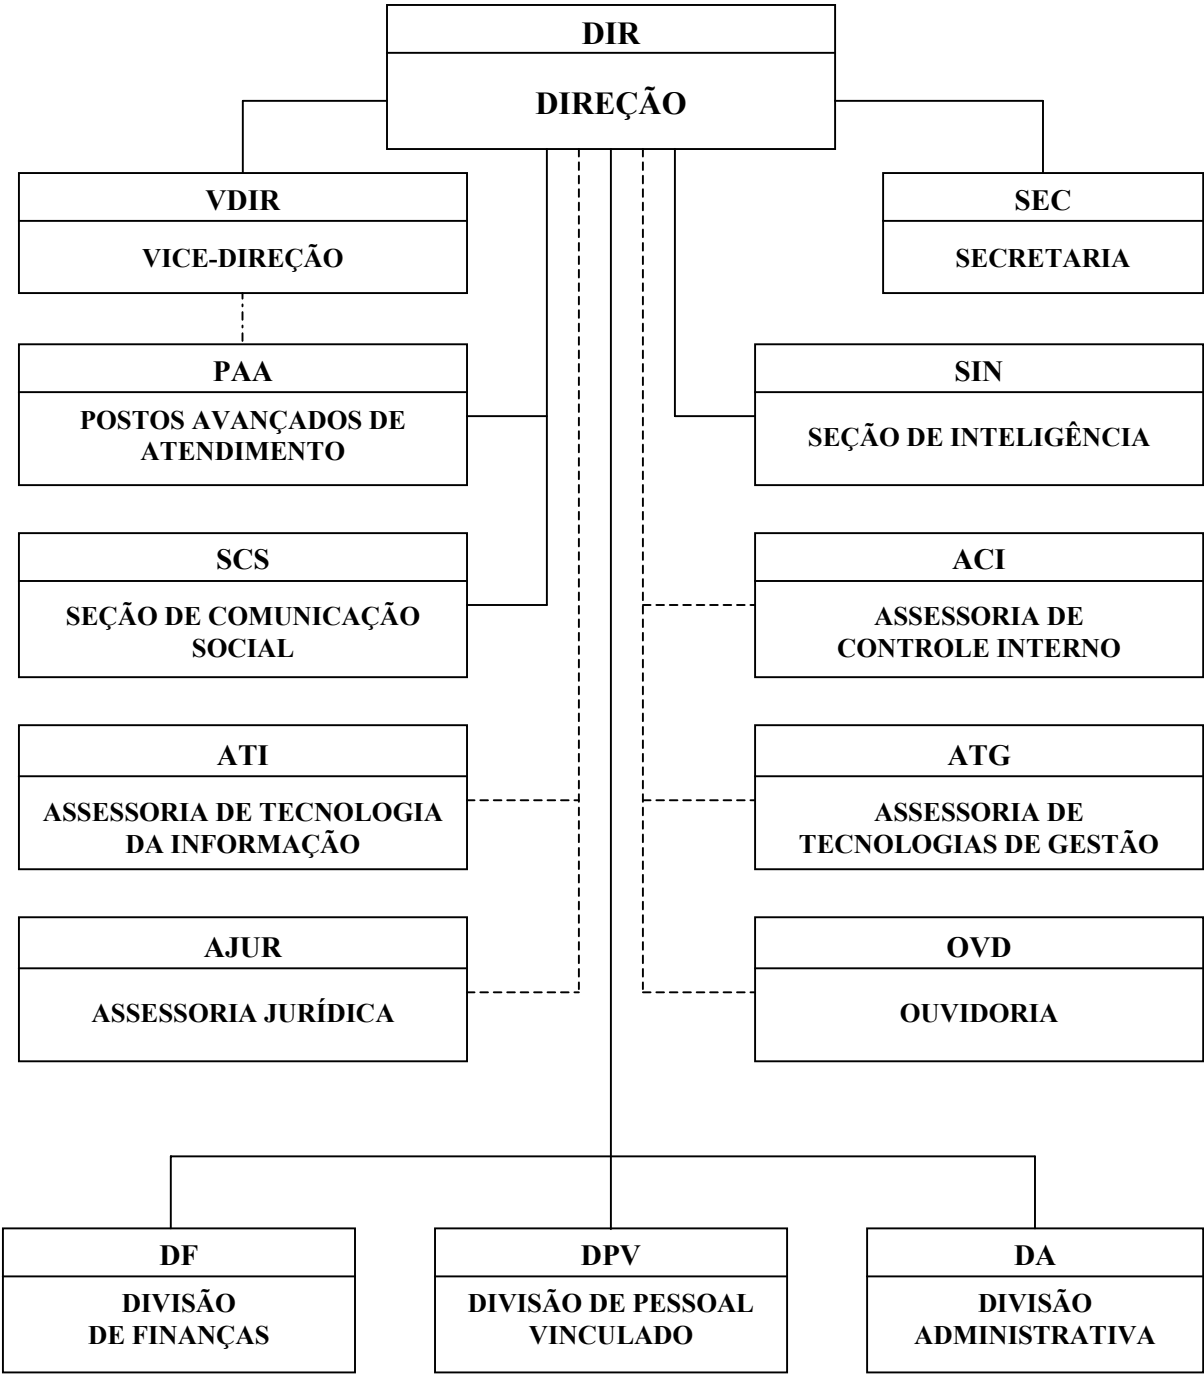 DIR
DIREÇÃO
VDIR
VICE-DIREÇÃO
SEC
SECRETARIA
PAA
POSTOS AVANÇADOS DE
ATENDIMENTO
SIN
SEÇÃO DE INTELIGÊNCIA
SCS
SEÇÃO DE COMUNICAÇÃO
SOCIAL
ACI
ASSESSORIA DE
CONTROLE INTERNO
ATI
ASSESSORIA DE TECNOLOGIA
DA INFORMAÇÃO
ATG
ASSESSORIA DE
TECNOLOGIAS DE GESTÃO
AJUR
ASSESSORIA JURÍDICA
OVD
OUVIDORIA
DF
DIVISÃO
DE FINANÇAS
DPV
DIVISÃO DE PESSOAL
VINCULADO
DA
DIVISÃO
ADMINISTRATIVA